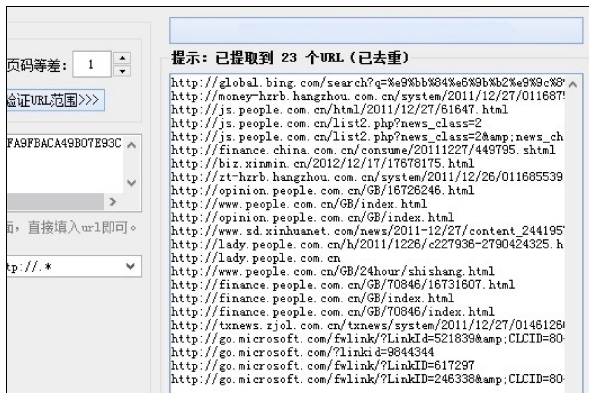 页码等差： 1
验证URL范围>>>
FA9FBACA49B07E93C
面，直接填入url即可。
tp://.*
提示：已提取到 23 个URL（已去重）
http://global.bing.com/search?q=%e9%bb%84%e6%9b%b2%e9%9c%8
http://money-hzrb.hangzhou.com.cn/system/2011/12/27/011687
http://js.people.com.cn/html/2011/12/27/61647.html
http://js.people.com.cn/list2.php?news_class=2
http://js.people.com.cn/list2.php?news_class=2&amp;news_ch
http://finance.china.com.cn/consume/20111227/449795.shtml
http://biz.xinmin.cn/2012/12/17/17678175.html
http://zt-hzrb.hangzhou.com.cn/system/2011/12/26/011685539
http://opinion.people.com.cn/GB/16726246.html
http://www.people.com.cn/GB/index.html
http://opinion.people.com.cn/GB/index.html
http://www.sd.xinhuanet.com/news/2011-12/27/content_244195
http://lady.people.com.cn/h/2011/1226/c227936-2790424325.h
http://lady.people.com.cn
http://www.people.com.cn/GB/24hour/shishang.html
http://finance.people.com.cn/GB/70846/16731607.html
http://finance.people.com.cn/GB/index.html
http://finance.people.com.cn/GB/70846/index.html
http://txnews.zjol.com.cn/txnews/system/2011/12/27/0146126
http://go.microsoft.com/fwlink/?LinkId=521839&amp;CLCID=80
http://go.microsoft.com/?linkid=9844344
http://go.microsoft.com/fwlink/?LinkID=617297
http://go.microsoft.com/fwlink/?LinkID=246338&amp;CLCID=80